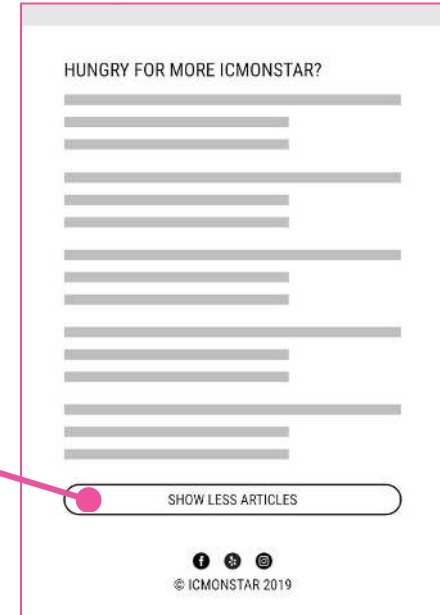 HUNGRY FOR MORE ICMONSTAR?
SHOW LESS ARTICLES
© ICMONSTAR 2019